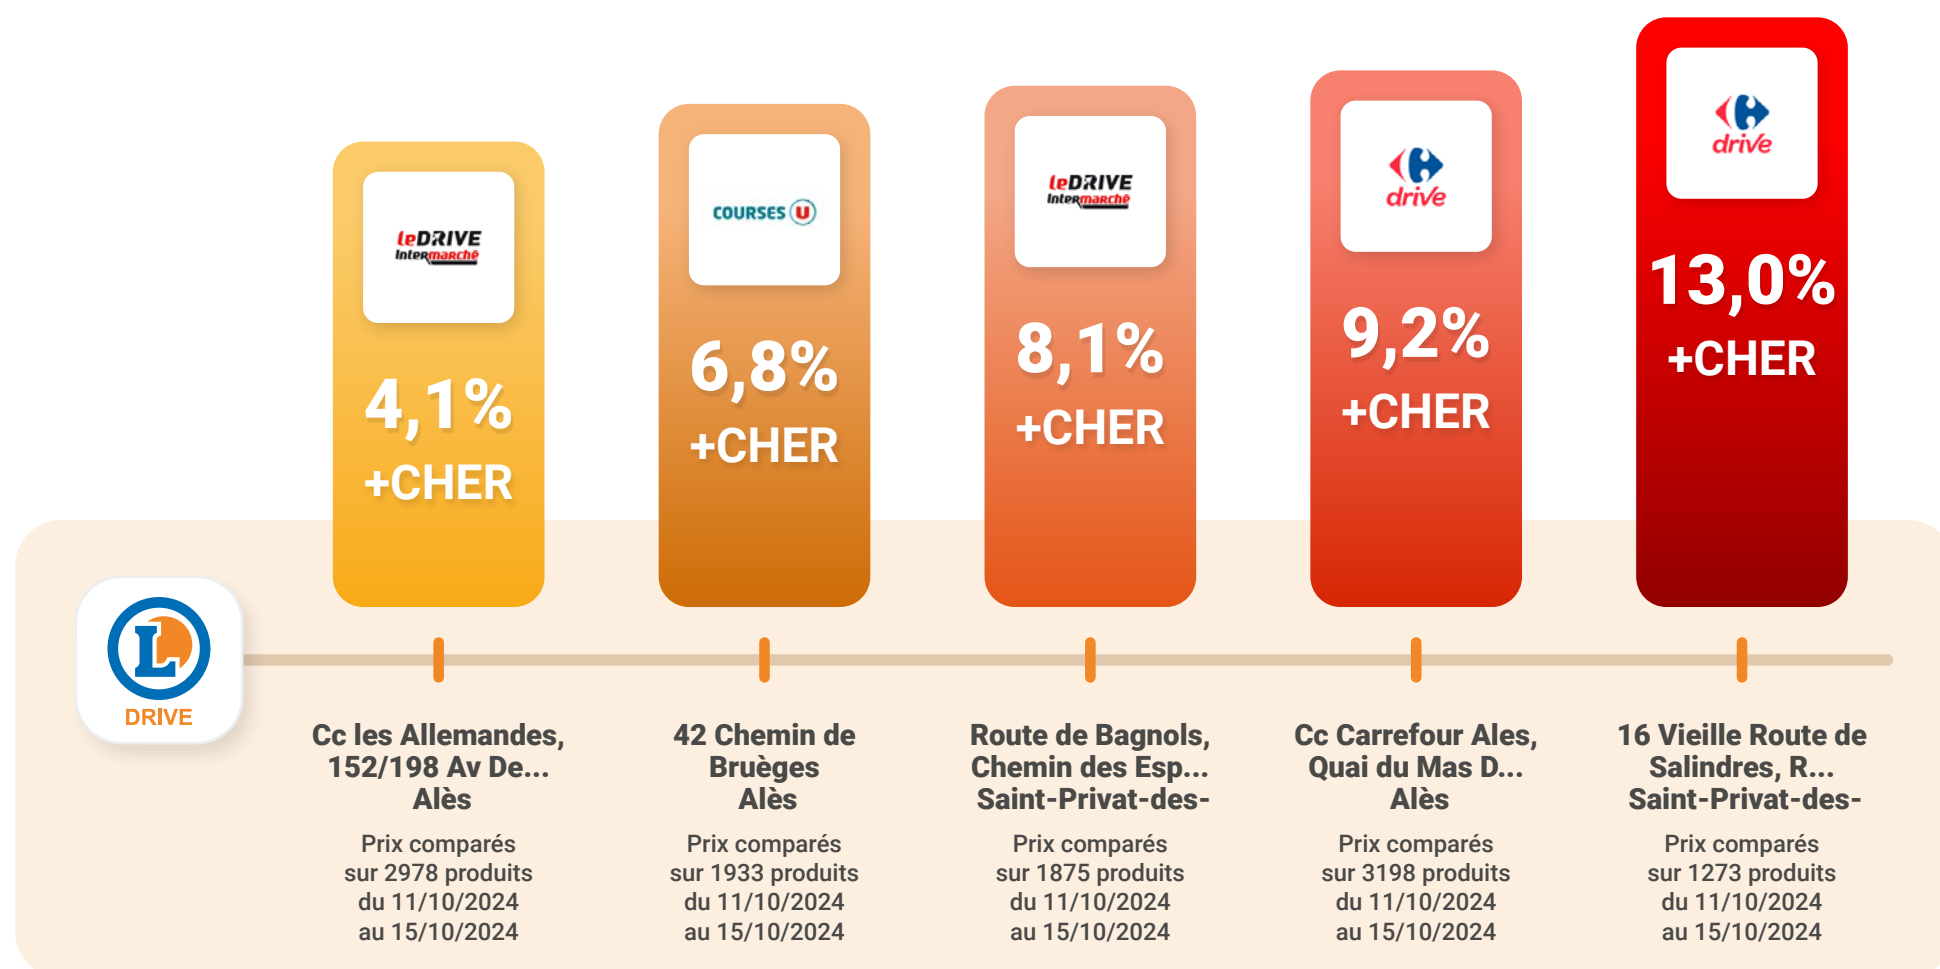 leDRIVE
Intermarché
4,1%
+CHER
COURSES U
6,8%
+CHER
leDRIVE
Intermarché
8,1%
+CHER
drive
9,2%
+CHER
drive
13,0%
+CHER
L
DRIVE
Cc les Allemandes,
152/198 Av De...
Alès
Prix comparés
sur 2978 produits
du 11/10/2024
au 15/10/2024
42 Chemin de
Bruèges
Alès
Prix comparés
sur 1933 produits
du 11/10/2024
au 15/10/2024
Route de Bagnols,
Chemin des Esp...
Saint-Privat-des-
Prix comparés
sur 1875 produits
du 11/10/2024
au 15/10/2024
Cc Carrefour Ales,
Quai du Mas D...
Alès
Prix comparés
sur 3198 produits
du 11/10/2024
au 15/10/2024
16 Vieille Route de
Salindres, R...
Saint-Privat-des-
Prix comparés
sur 1273 produits
du 11/10/2024
au 15/10/2024